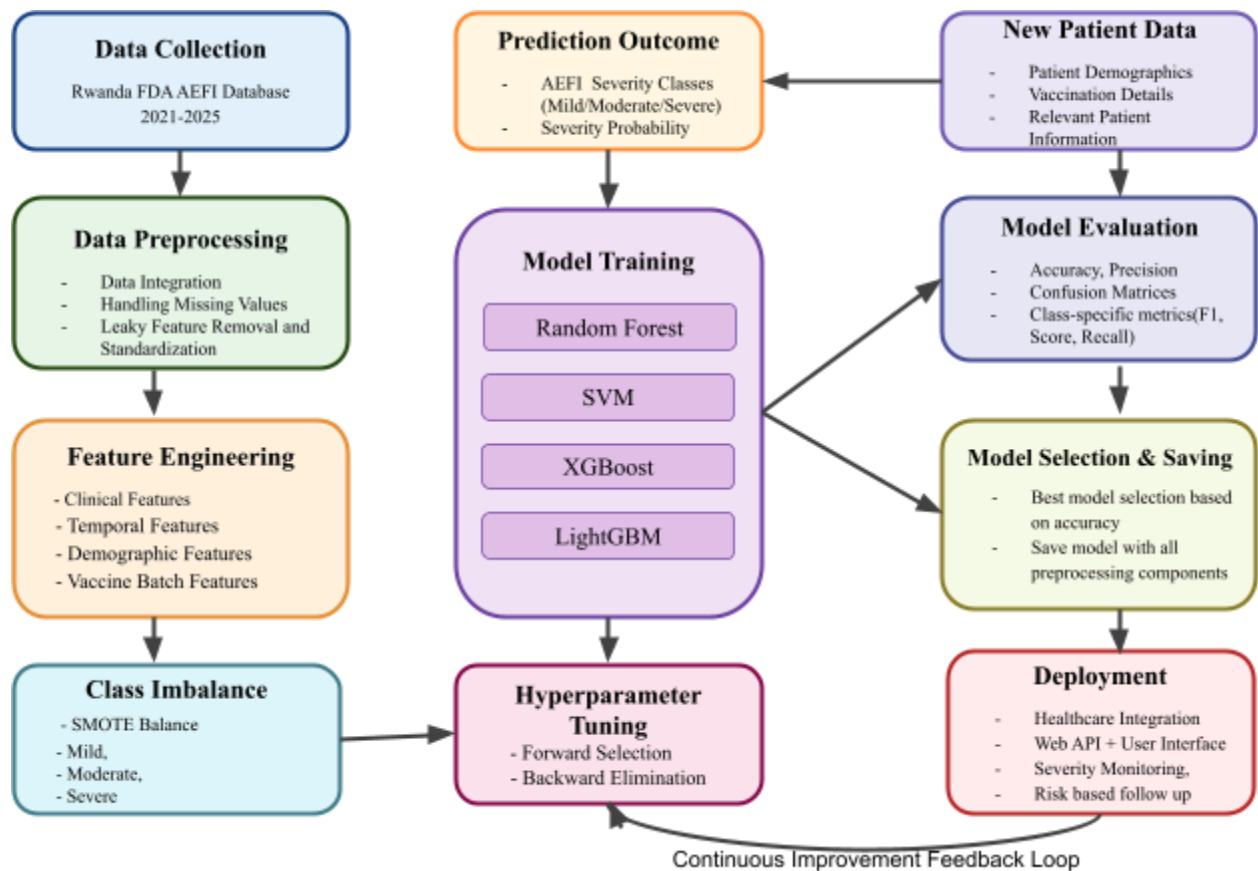 Data Collection
Rwanda FDA AEFI Database
2021-2025
Data Preprocessing
- Data Integration
- Handling Missing Values
- Leaky Feature Removal and
Standardization
Feature Engineering
- Clinical Features
- Temporal Features
- Demographic Features
- Vaccine Batch Features
Class Imbalance
- SMOTE Balance
- Mild,
- Moderate,
- Severe
Prediction Outcome
- AEFI Severity Classes
(Mild/Moderate/Severe)
- Severity Probability
Model Training
Random Forest
SVM
XGBoost
LightGBM
Hyperparameter
Tuning
- Forward Selection
- Backward Elimination
New Patient Data
- Patient Demographics
- Vaccination Details
- Relevant Patient
Information
Model Evaluation
- Accuracy, Precision
- Confusion Matrices
- Class-specific metrics(F1,
Score, Recall)
Model Selection & Saving
- Best model selection based
on accuracy
- Save model with all
preprocessing components
Deployment
- Healthcare Integration
- Web API + User Interface
- Severity Monitoring,
- Risk based follow up
Continuous Improvement Feedback Loop